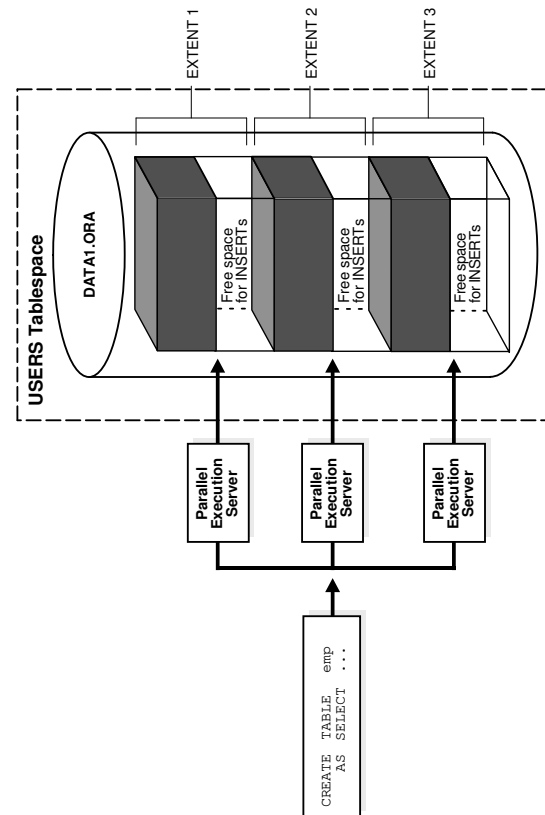 USERS Tablespace
DATA1.ORA
EXTENT 1
EXTENT 2
EXTENT 3
Free space
for INSERTs
Free space
for INSERTs
Free space
for INSERTs
Parallel
Execution
Server
Parallel
Execution
Server
Parallel
Execution
Server
CREATE TABLE emp
AS SELECT ...